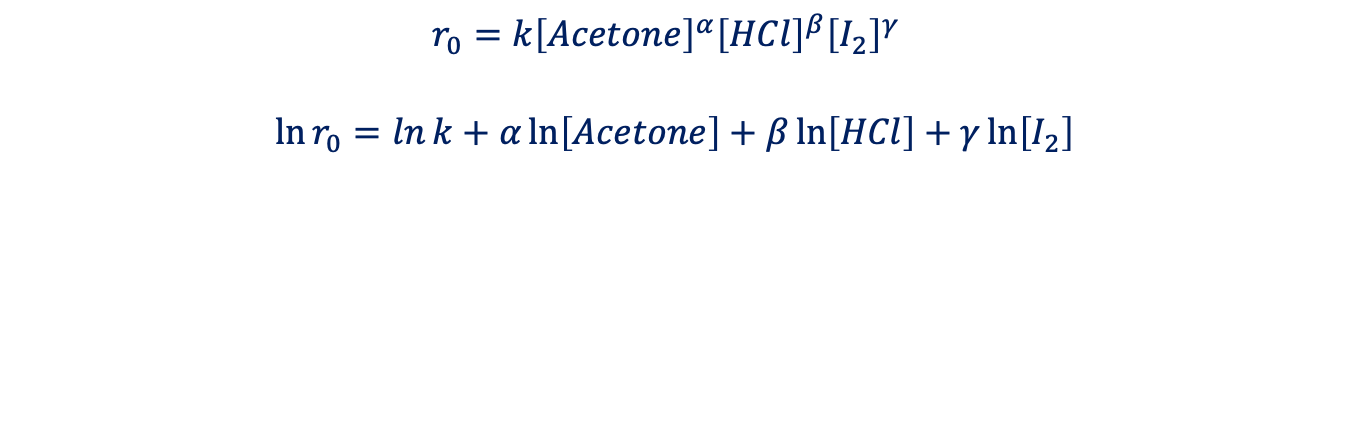 r₀ = k[Acetone]^α[HCl]^β[I₂]^γ
ln r₀ = ln k + α ln[Acetone] + β ln[HCl] + γ ln[I₂]